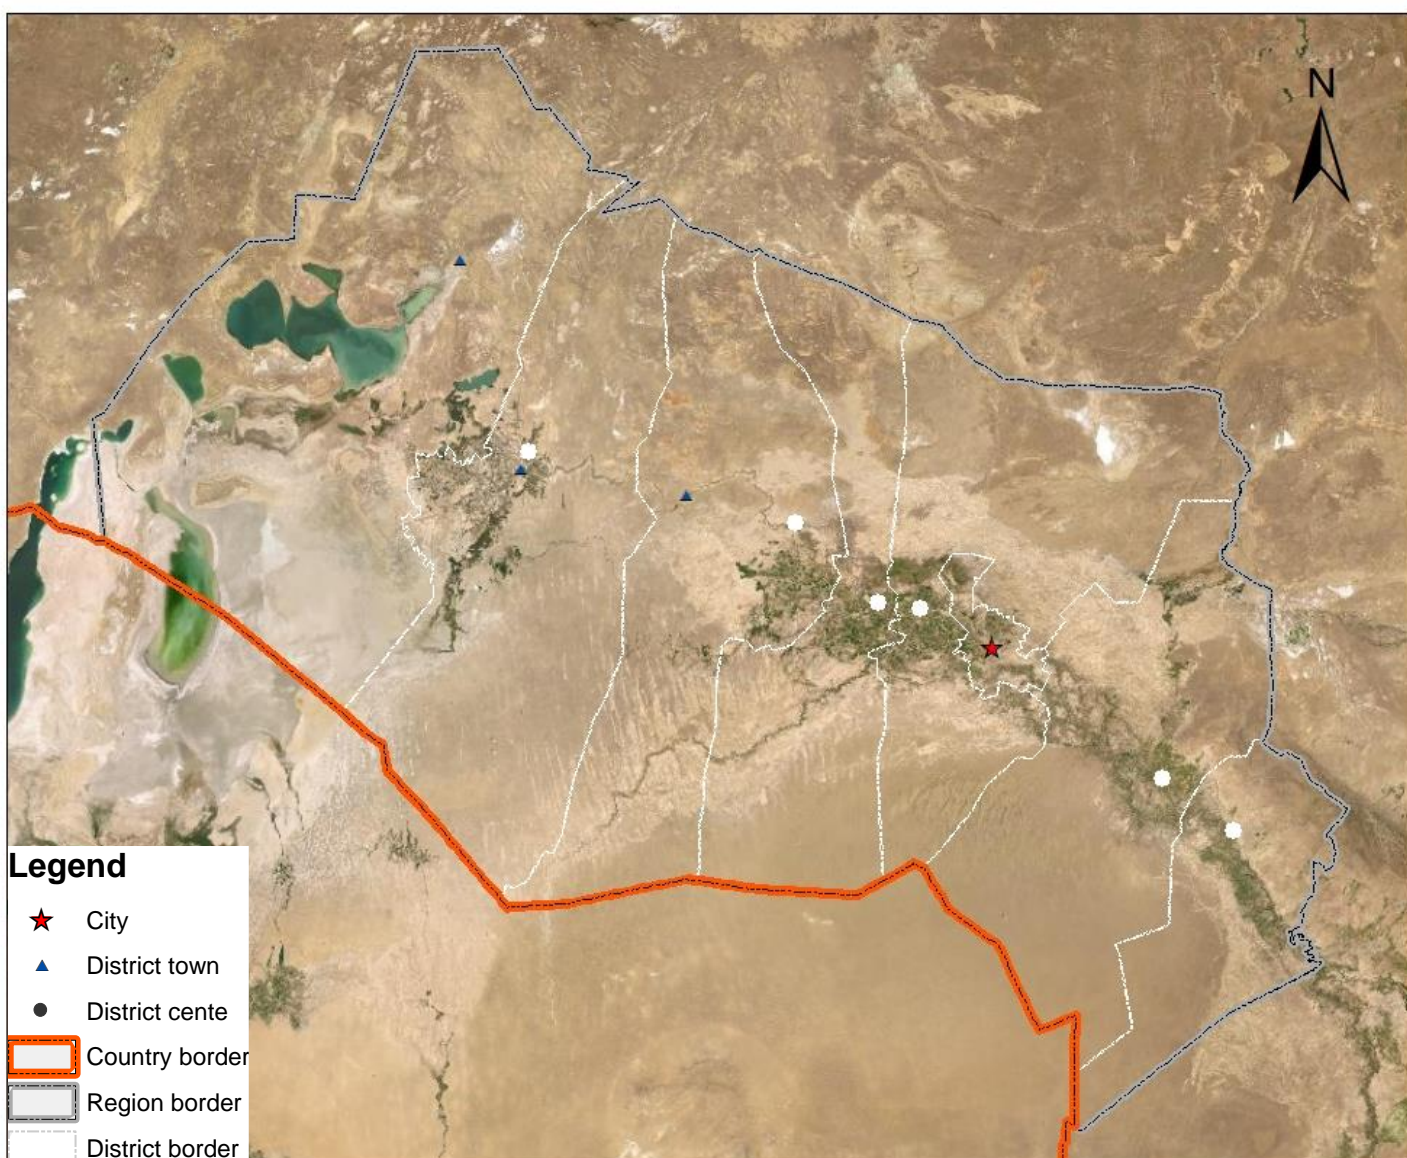 N
Legend
City
District town
District cente
Country border
Region border
District border